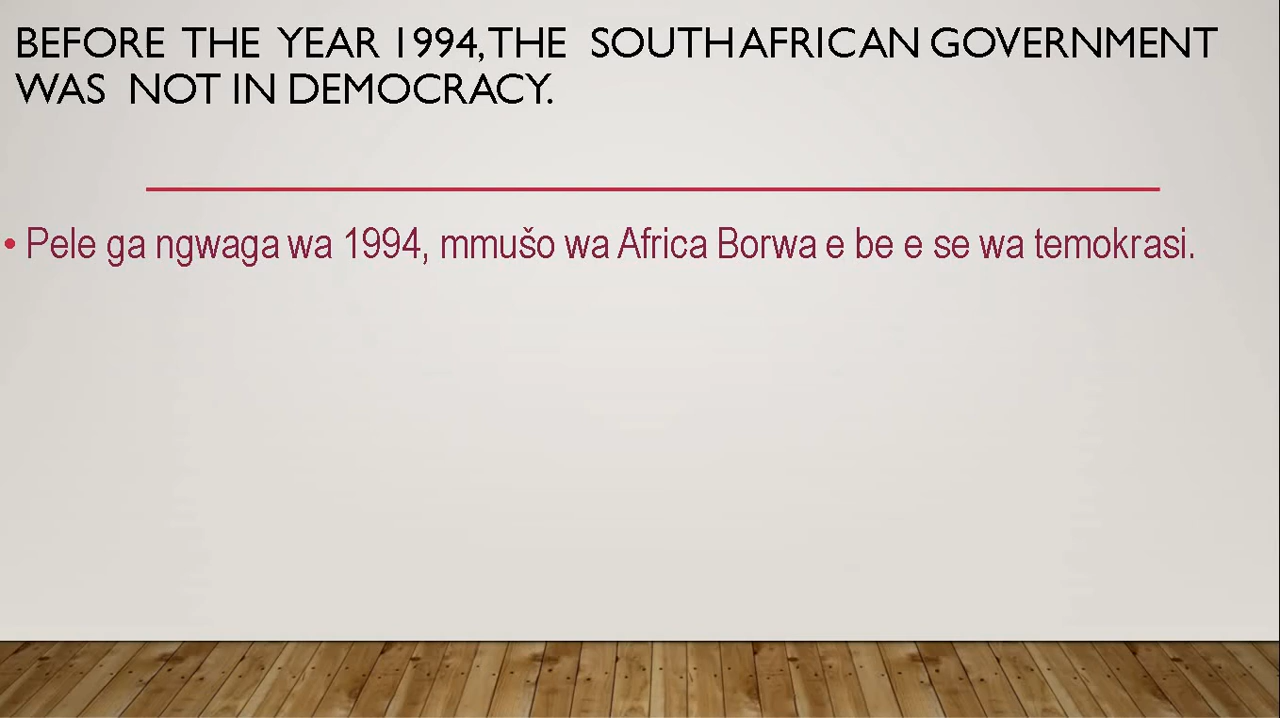 BEFORE THE YEAR 1994, THE SOUTH AFRICAN GOVERNMENT
WAS NOT IN DEMOCRACY.
• Pele ga ngwaga wa 1994, mmušo wa Africa Borwa e be e se wa temokrasi.